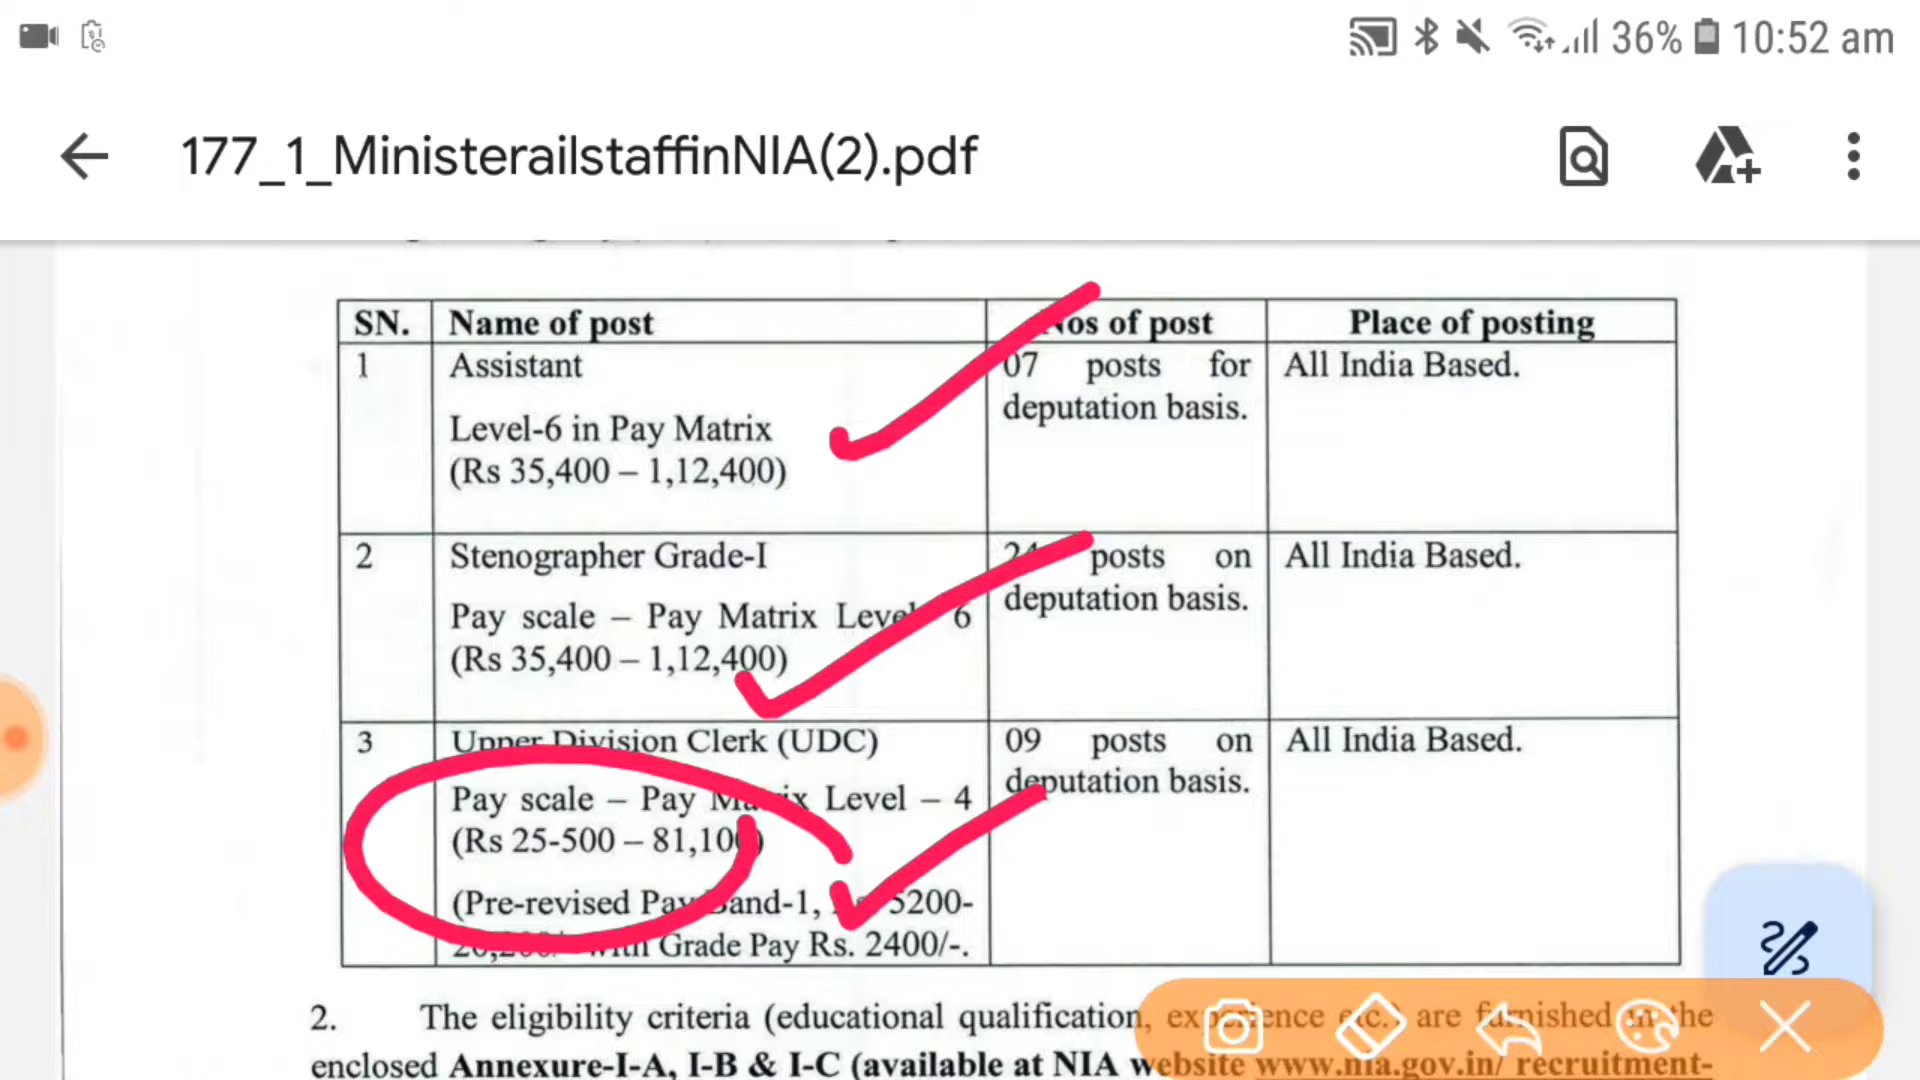 36% 10:52 am
177_1_MinisterailstaffinNIA(2).pdf
SN. Name of post Nos of post Place of posting
1 Assistant 07 posts for All India Based.
deputation basis.
Level-6 in Pay Matrix
(Rs 35,400 – 1,12,400)
2 Stenographer Grade-I 24 posts on All India Based.
deputation basis.
Pay scale – Pay Matrix Level 6
(Rs 35,400 – 1,12,400)
3 Upper Division Clerk (UDC) 09 posts on All India Based.
deputation basis.
Pay scale – Pay Matrix Level – 4
(Rs 25-500 – 81,100)
(Pre-revised Pay Band-1, 5200-
with Grade Pay Rs. 2400/-.
2. The eligibility criteria (educational qualification, experience etc.) are furnished in the
enclosed Annexure-I-A, I-B & I-C (available at NIA website www.nia.gov.in/ recruitment-